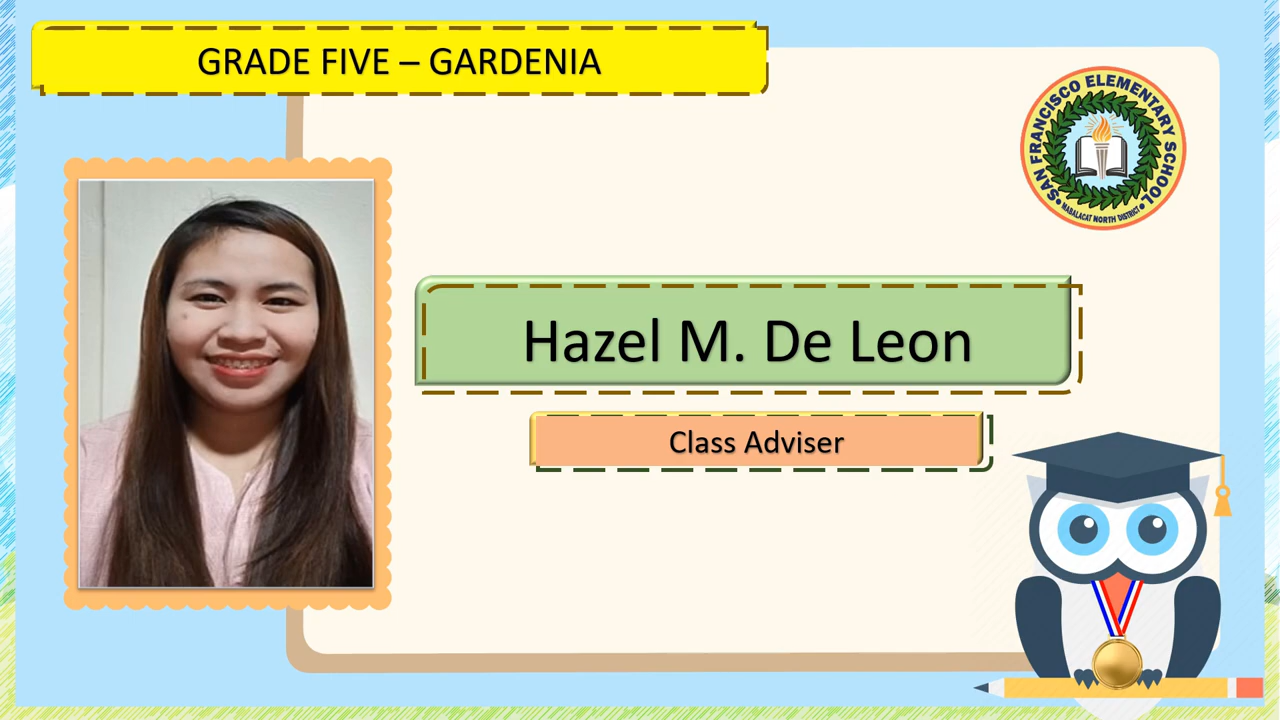 GRADE FIVE – GARDENIA
SAN FRANCISCO ELEMENTARY SCHOOL
MABALACAT NORTH DISTRICT
Hazel M. De Leon
Class Adviser